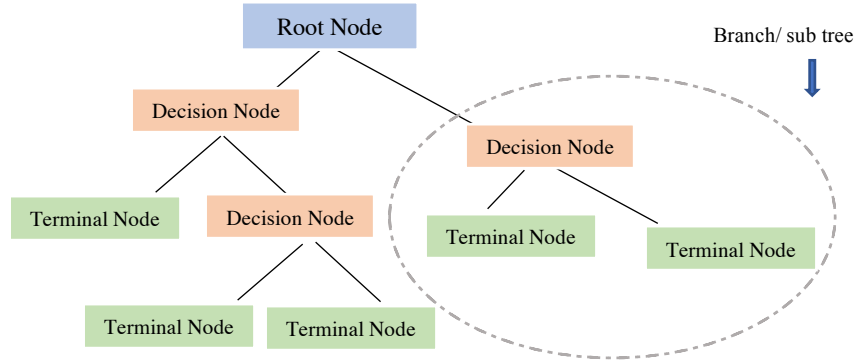 Root Node
Branch/ sub tree
Decision Node
Decision Node
Terminal Node
Decision Node
Terminal Node
Terminal Node
Terminal Node
Terminal Node